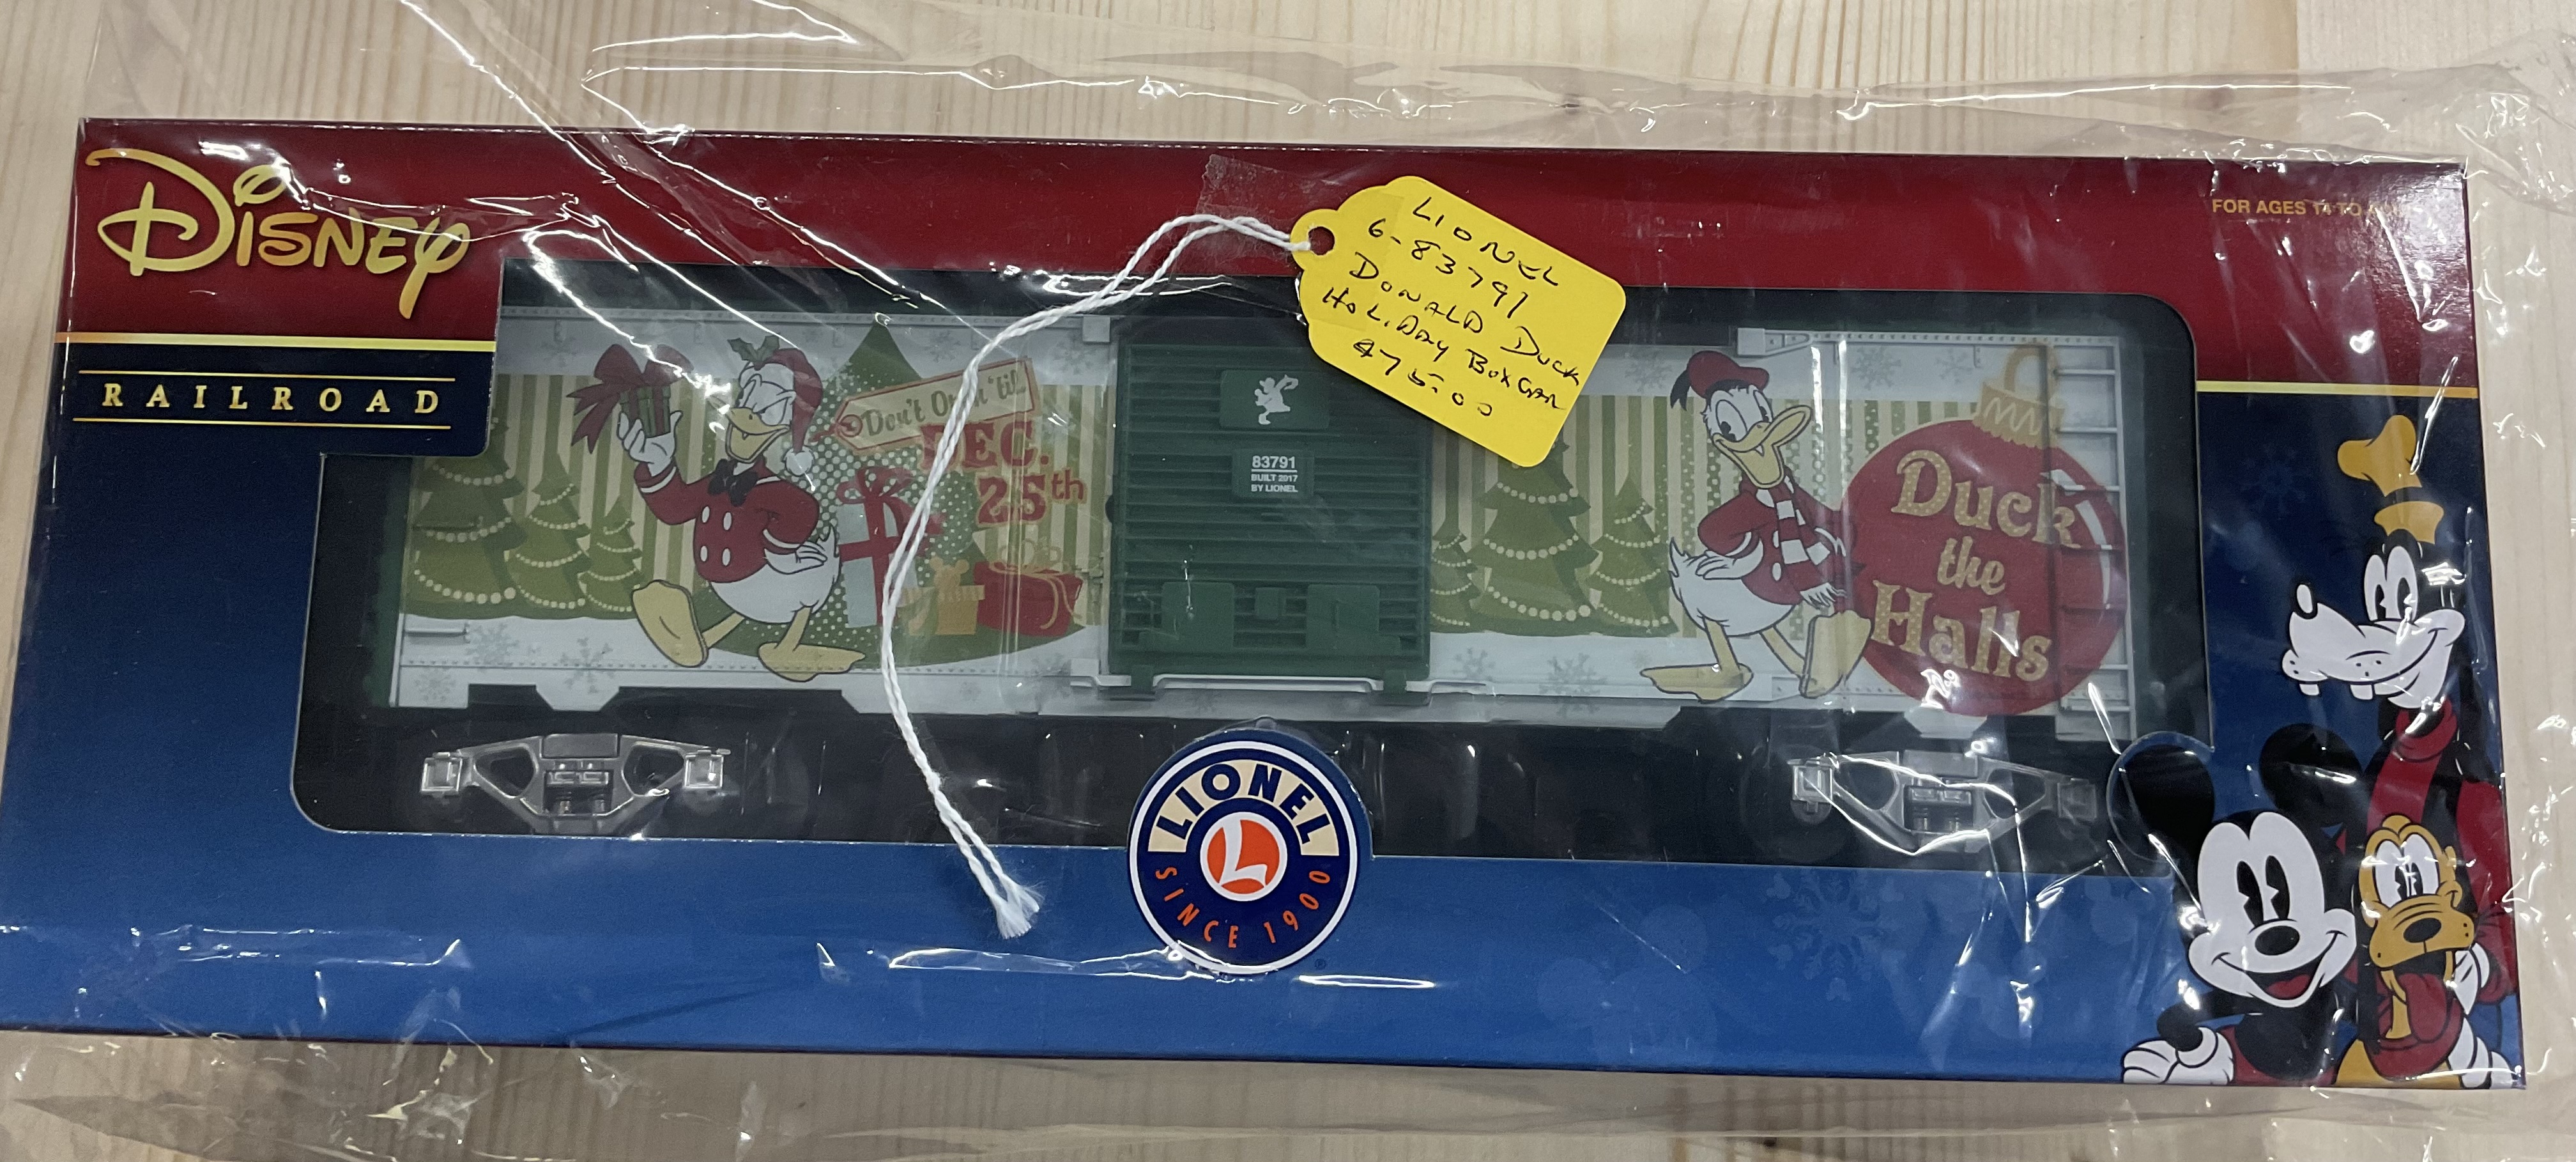 DISNEY
RAILROAD
FOR AGES 14 TO
LIONEL
6-83791
DONALD DUCK
HOLIDAY BOXCAR
$75.00
Don't Open 'til
DEC.
25th
83791
BUILT 2017
BY LIONEL
Duck
the
Halls
LIONEL
L
SINCE 1900
®